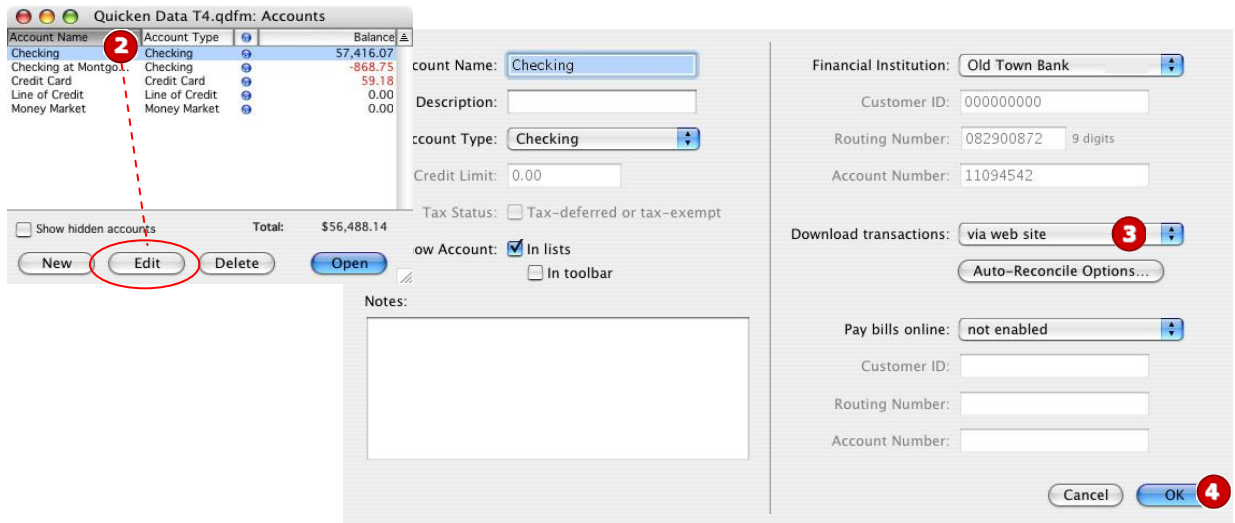 Quicken Data T4.qdfm: Accounts
Account Name Account Type Balance
2
Checking Checking 57,416.07
Checking at Montgo... Checking -868.75
Credit Card Credit Card 59.18
Line of Credit Line of Credit 0.00
Money Market Money Market 0.00
Show hidden accounts Total: $56,488.14
New Edit Delete Open
count Name: Checking
Description:
ccount Type: Checking
Credit Limit: 0.00
Tax Status: Tax-deferred or tax-exempt
ow Account: In lists
In toolbar
Notes:
Financial Institution: Old Town Bank
Customer ID: 000000000
Routing Number: 082900872 9 digits
Account Number: 11094542
Download transactions: via web site 3
Auto-Reconcile Options...
Pay bills online: not enabled
Customer ID:
Routing Number:
Account Number:
Cancel OK 4